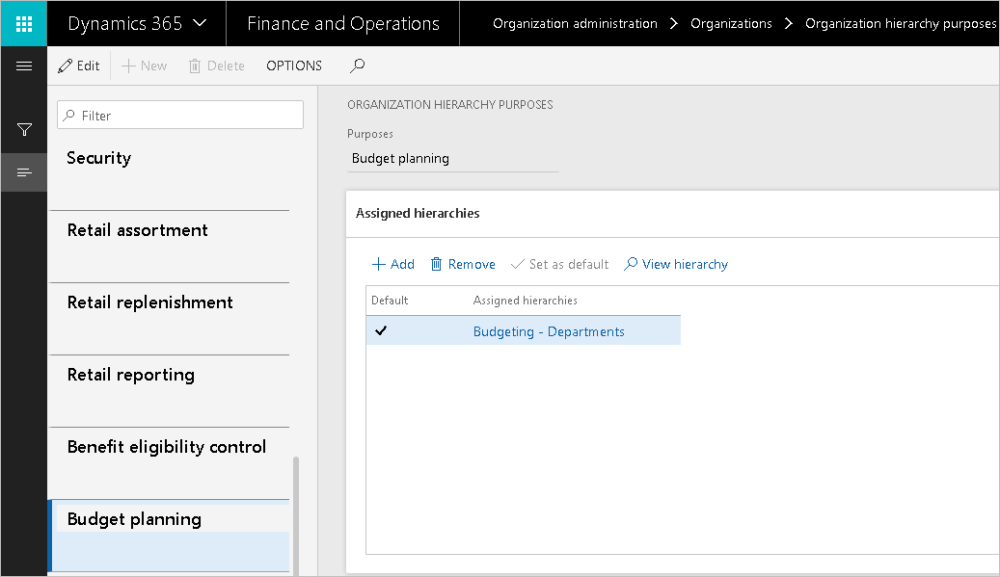 Dynamics 365 Finance and Operations Organization administration Organizations Organization hierarchy purposes
Edit New Delete OPTIONS
Filter
Security
Retail assortment
Retail replenishment
Retail reporting
Benefit eligibility control
Budget planning
ORGANIZATION HIERARCHY PURPOSES
Purposes
Budget planning
Assigned hierarchies
Add Remove Set as default View hierarchy
Default Assigned hierarchies
Budgeting - Departments